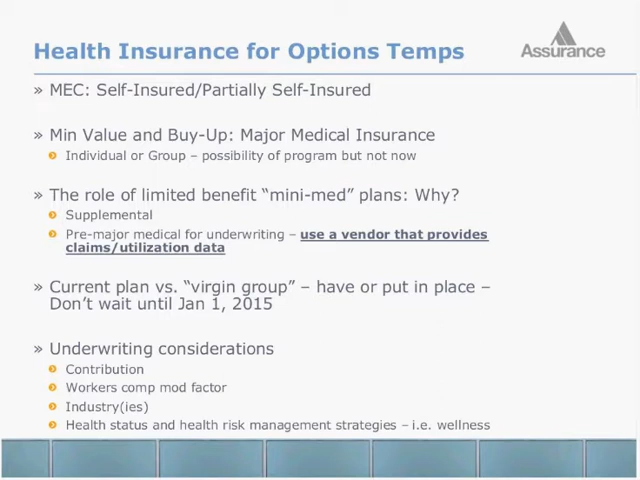 Health Insurance for Options Temps
Assurance
» MEC: Self-Insured/Partially Self-Insured
» Min Value and Buy-Up: Major Medical Insurance
Individual or Group – possibility of program but not now
» The role of limited benefit “mini-med” plans: Why?
Supplemental
Pre-major medical for underwriting – use a vendor that provides
claims/utilization data
» Current plan vs. “virgin group” – have or put in place –
Don’t wait until Jan 1, 2015
» Underwriting considerations
Contribution
Workers comp mod factor
Industry(ies)
Health status and health risk management strategies – i.e. wellness